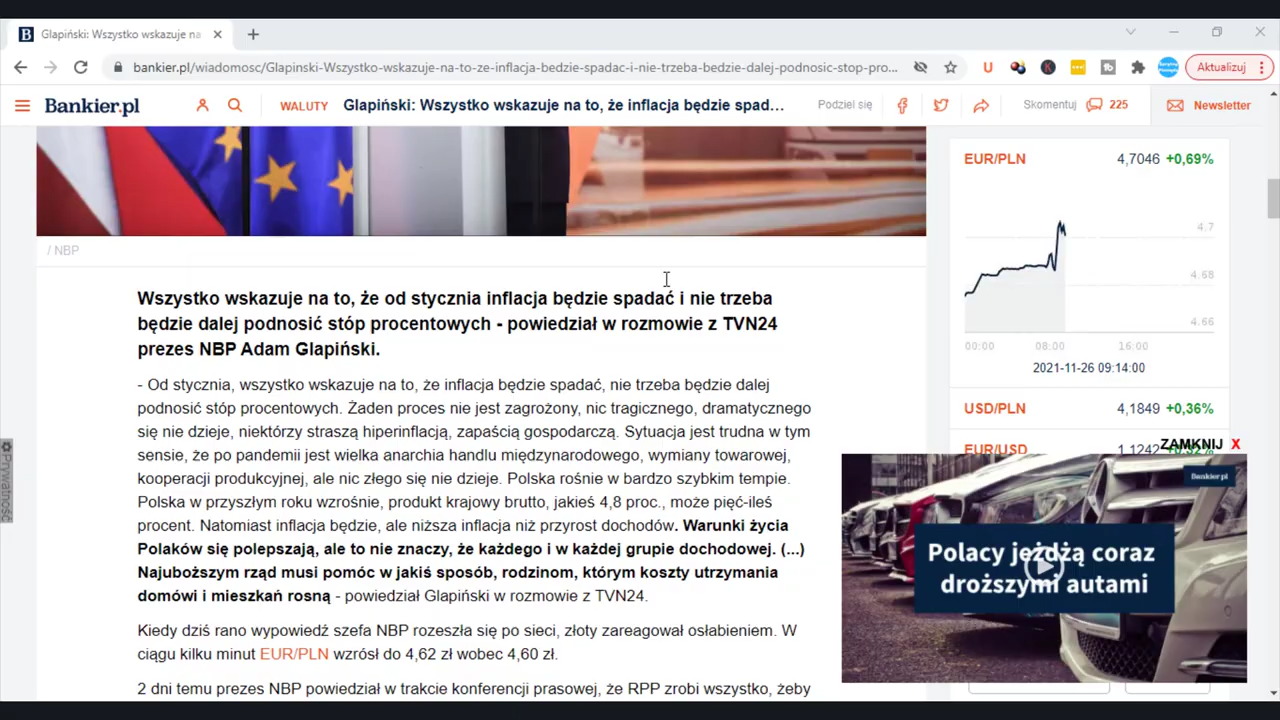 Glapiński: Wszystko wskazuje na
bankier.pl/wiadomosc/Glapinski-Wszystko-wskazuje-na-to-ze-inflacja-bedzie-spadac-i-nie-trzeba-bedzie-dalej-podnosic-stop-pro...
Aktualizuj
Bankier.pl
WALUTY
Glapiński: Wszystko wskazuje na to, że inflacja będzie spad...
Podziel się
Skomentuj
225
Newsletter
/ NBP
Wszystko wskazuje na to, że od stycznia inflacja będzie spadać i nie trzeba
będzie dalej podnosić stóp procentowych - powiedział w rozmowie z TVN24
prezes NBP Adam Glapiński.
- Od stycznia, wszystko wskazuje na to, że inflacja będzie spadać, nie trzeba będzie dalej
podnosić stóp procentowych. Żaden proces nie jest zagrożony, nic tragicznego, dramatycznego
się nie dzieje, niektórzy straszą hiperinflacją, zapaścią gospodarczą. Sytuacja jest trudna w tym
sensie, że po pandemii jest wielka anarchia handlu międzynarodowego, wymiany towarowej,
kooperacji produkcyjnej, ale nic złego się nie dzieje. Polska rośnie w bardzo szybkim tempie.
Polska w przyszłym roku wzrośnie, produkt krajowy brutto, jakieś 4,8 proc., może pięć-ileś
procent. Natomiast inflacja będzie, ale niższa inflacja niż przyrost dochodów. Warunki życia
Polaków się polepszają, ale to nie znaczy, że każdego i w każdej grupie dochodowej. (...)
Najuboższym rząd musi pomóc w jakiś sposób, rodzinom, którym koszty utrzymania
domówi i mieszkań rosną - powiedział Glapiński w rozmowie z TVN24.
Kiedy dziś rano wypowiedź szefa NBP rozeszła się po sieci, złoty zareagował osłabieniem. W
ciągu kilku minut EUR/PLN wzrósł do 4,62 zł wobec 4,60 zł.
2 dni temu prezes NBP powiedział w trakcie konferencji prasowej, że RPP zrobi wszystko, żeby
Prywatność
EUR/PLN 4,7046 +0,69%
4.7
4.68
4.66
00:00 08:00 16:00
2021-11-26 09:14:00
USD/PLN 4,1849 +0,36%
EUR/USD 1,1242 +0,32%
ZAMKNIJ X
Bankier.pl
Polacy jeżdżą coraz
droższymi autami